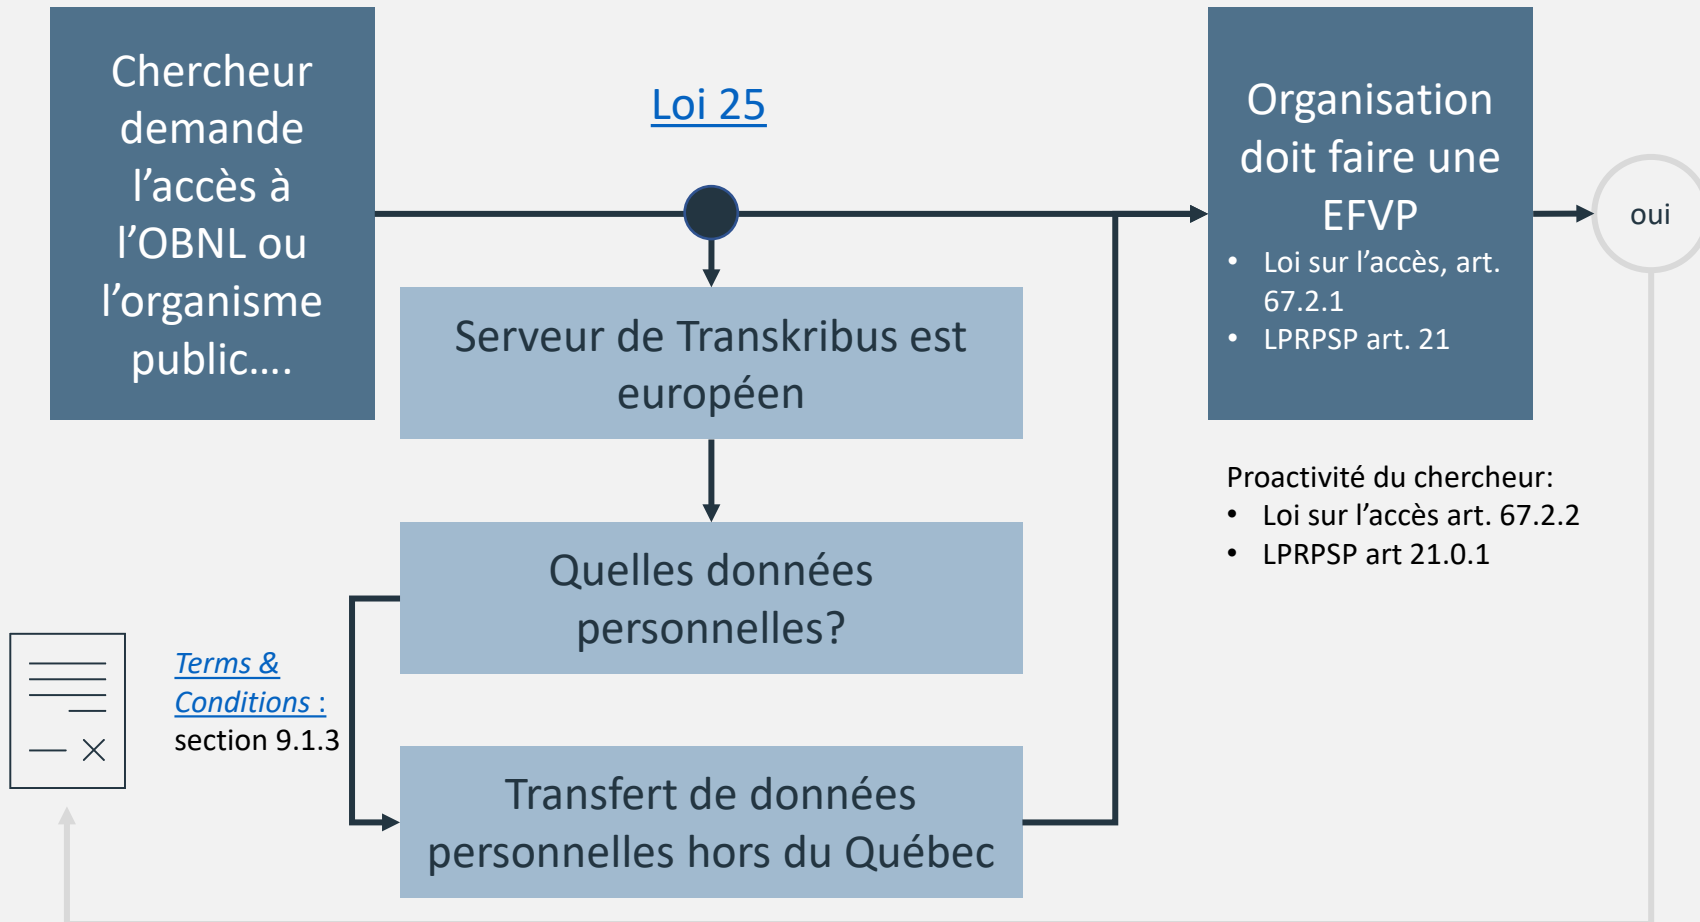 Chercheur
demande
l’accès à
l’OBNL ou
l’organisme
public….
Loi 25
Serveur de Transkribus est
européen
Quelles données
personnelles?
Terms &
Conditions :
section 9.1.3
Transfert de données
personnelles hors du Québec
Organisation
doit faire une
EFVP
• Loi sur l’accès, art.
67.2.1
• LPRPSP art. 21
oui
Proactivité du chercheur:
• Loi sur l’accès art. 67.2.2
• LPRPSP art 21.0.1